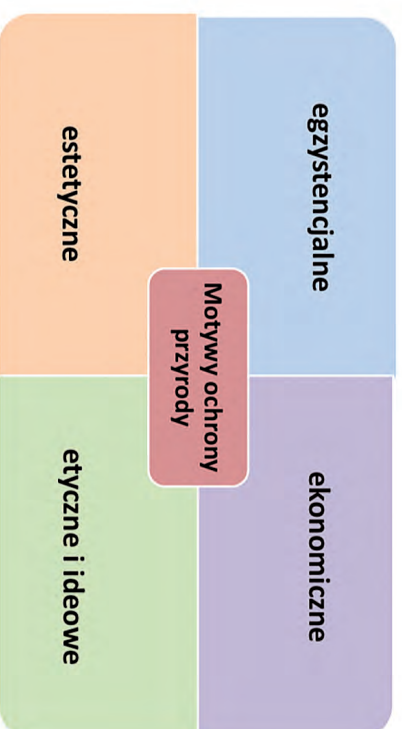 egzystencjalne
ekonomiczne
Motywy ochrony
przyrody
estetyczne
etyczne i ideowe